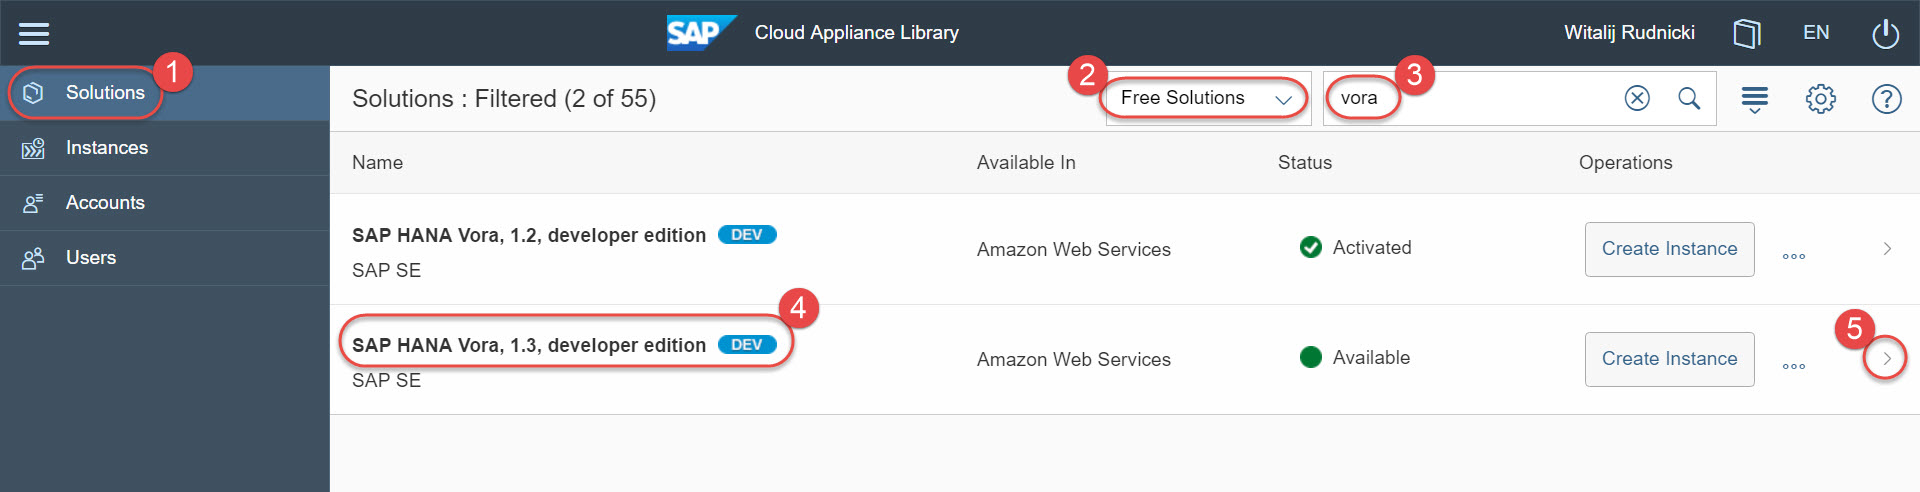 SAP Cloud Appliance Library Witalij Rudnicki EN
1 Solutions
Instances
Accounts
Users
Solutions : Filtered (2 of 55) 2 Free Solutions 3 vora
Name Available In Status Operations
SAP HANA Vora, 1.2, developer edition DEV
SAP SE
Amazon Web Services Activated Create Instance
4
SAP HANA Vora, 1.3, developer edition DEV
SAP SE
Amazon Web Services Available Create Instance 5